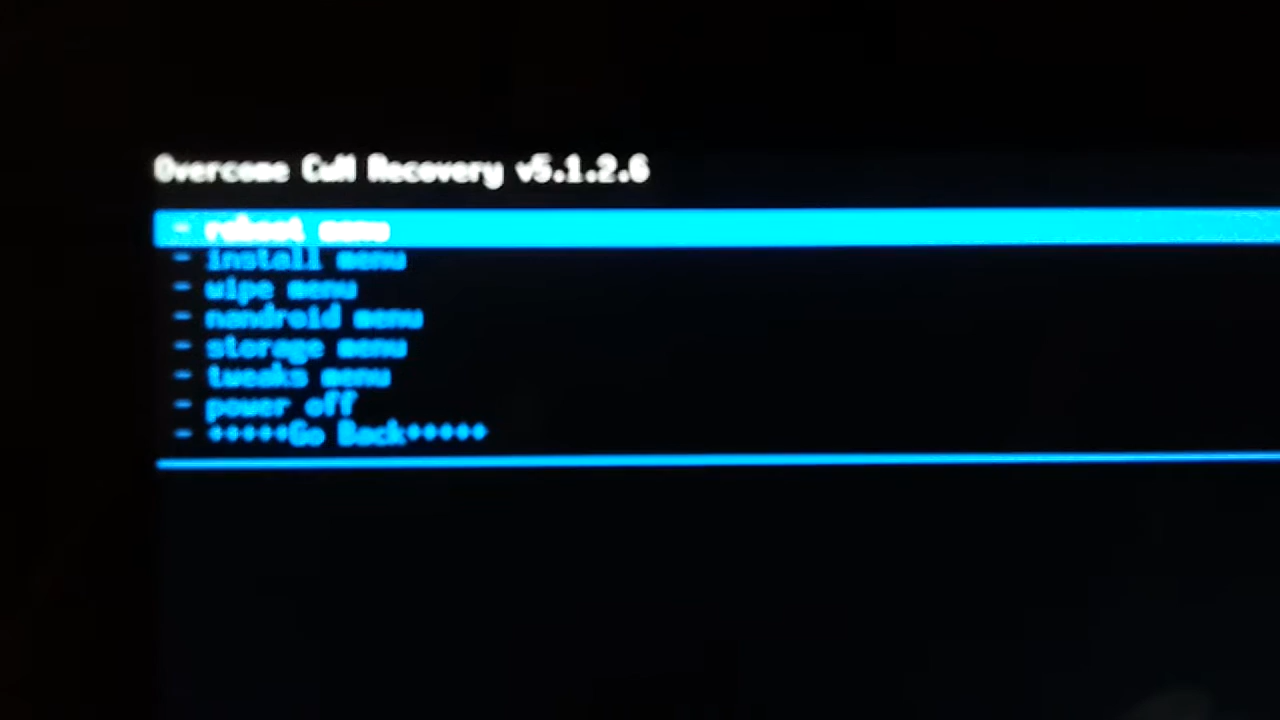 Overcome CWM Recovery v5.1.2.6
- reboot menu
- install menu
- wipe menu
- nandroid menu
- storage menu
- tweaks menu
- power off
- +++++Go Back+++++